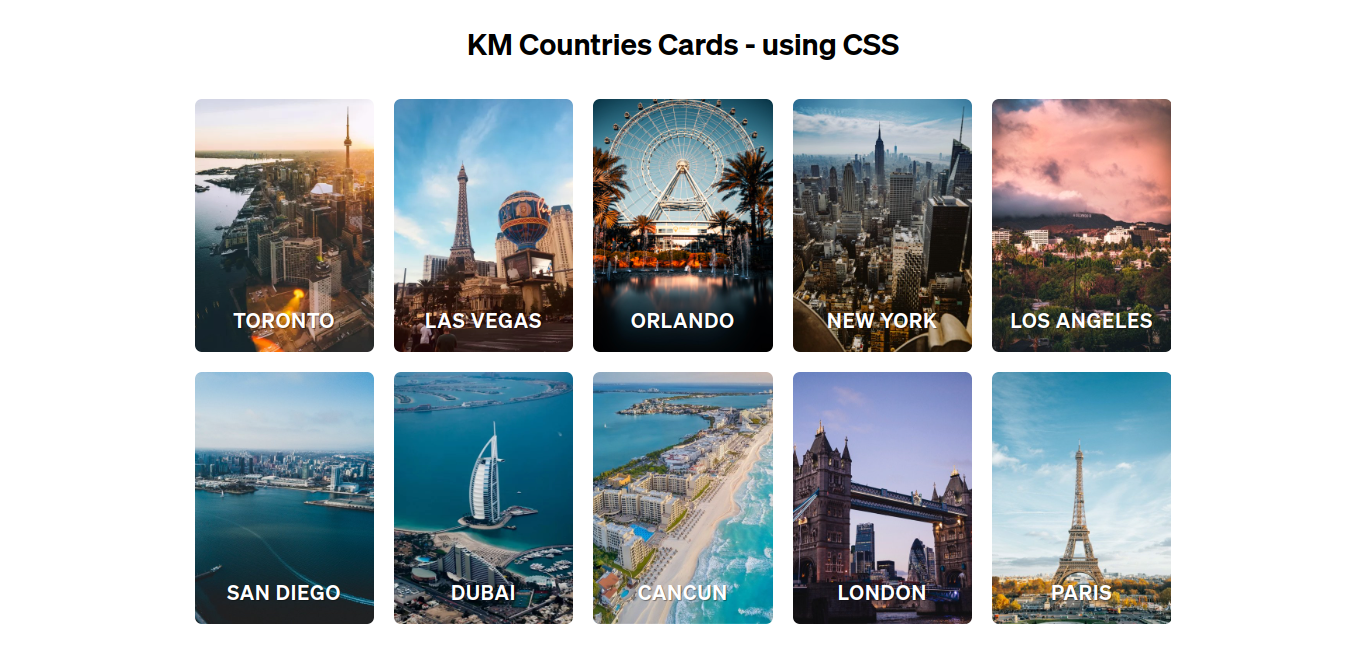 KM Countries Cards - using CSS
TORONTO
LAS VEGAS
ORLANDO
NEW YORK
LOS ANGELES
SAN DIEGO
DUBAI
CANCUN
LONDON
PARIS